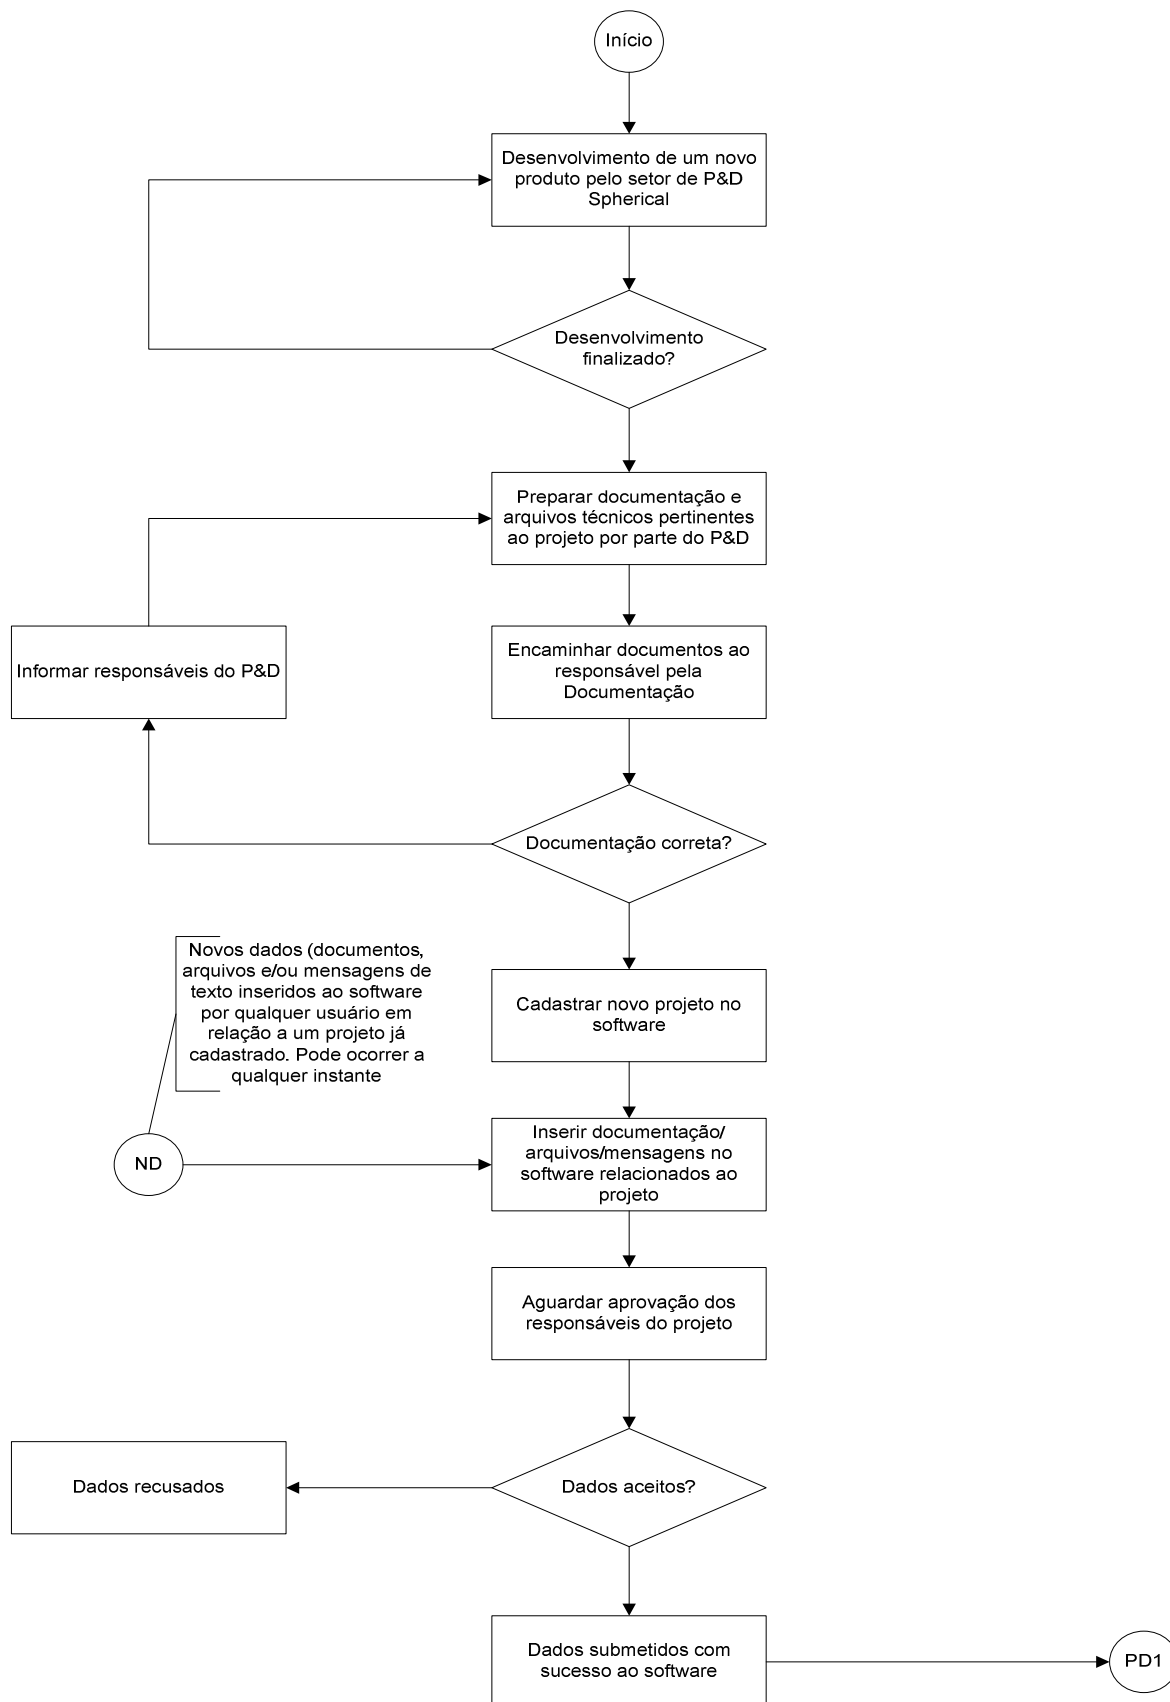 Início
Desenvolvimento de um novo
produto pelo setor de P&D
Spherical
Desenvolvimento
finalizado?
Preparar documentação e
arquivos técnicos pertinentes
ao projeto por parte do P&D
Informar responsáveis do P&D
Encaminhar documentos ao
responsável pela
Documentação
Documentação correta?
Novos dados (documentos,
arquivos e/ou mensagens de
texto inseridos ao software
por qualquer usuário em
relação a um projeto já
cadastrado. Pode ocorrer a
qualquer instante
Cadastrar novo projeto no
software
ND
Inserir documentação/
arquivos/mensagens no
software relacionados ao
projeto
Aguardar aprovação dos
responsáveis do projeto
Dados recusados
Dados aceitos?
Dados submetidos com
sucesso ao software
PD1